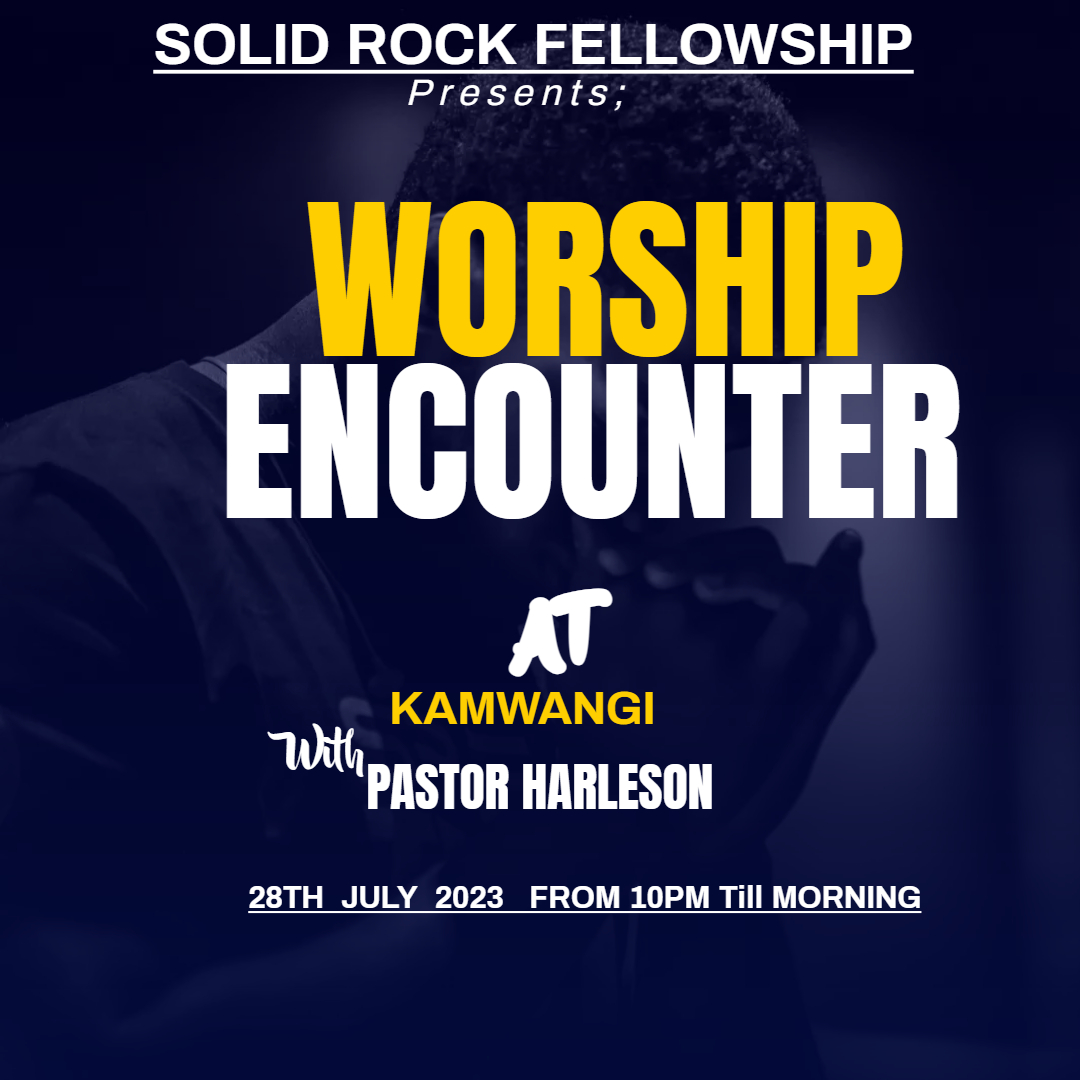 SOLID ROCK FELLOWSHIP
Presents;
WORSHIP
ENCOUNTER
AT
KAMWANGI
With
PASTOR HARLESON
28TH JULY 2023 FROM 10PM Till MORNING